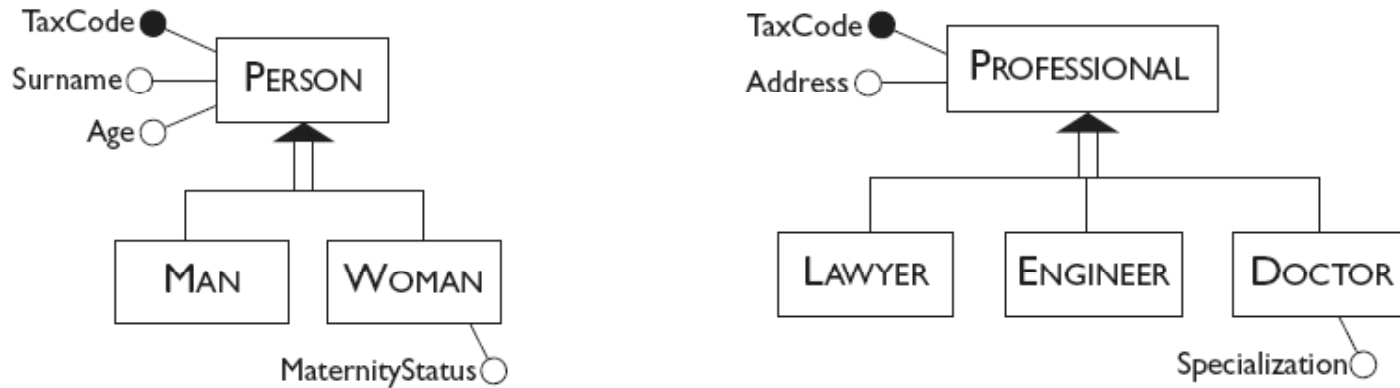 TaxCode
Surname
Age
PERSON
MAN
WOMAN
MaternityStatus
TaxCode
Address
PROFESSIONAL
LAWYER
ENGINEER
DOCTOR
Specialization